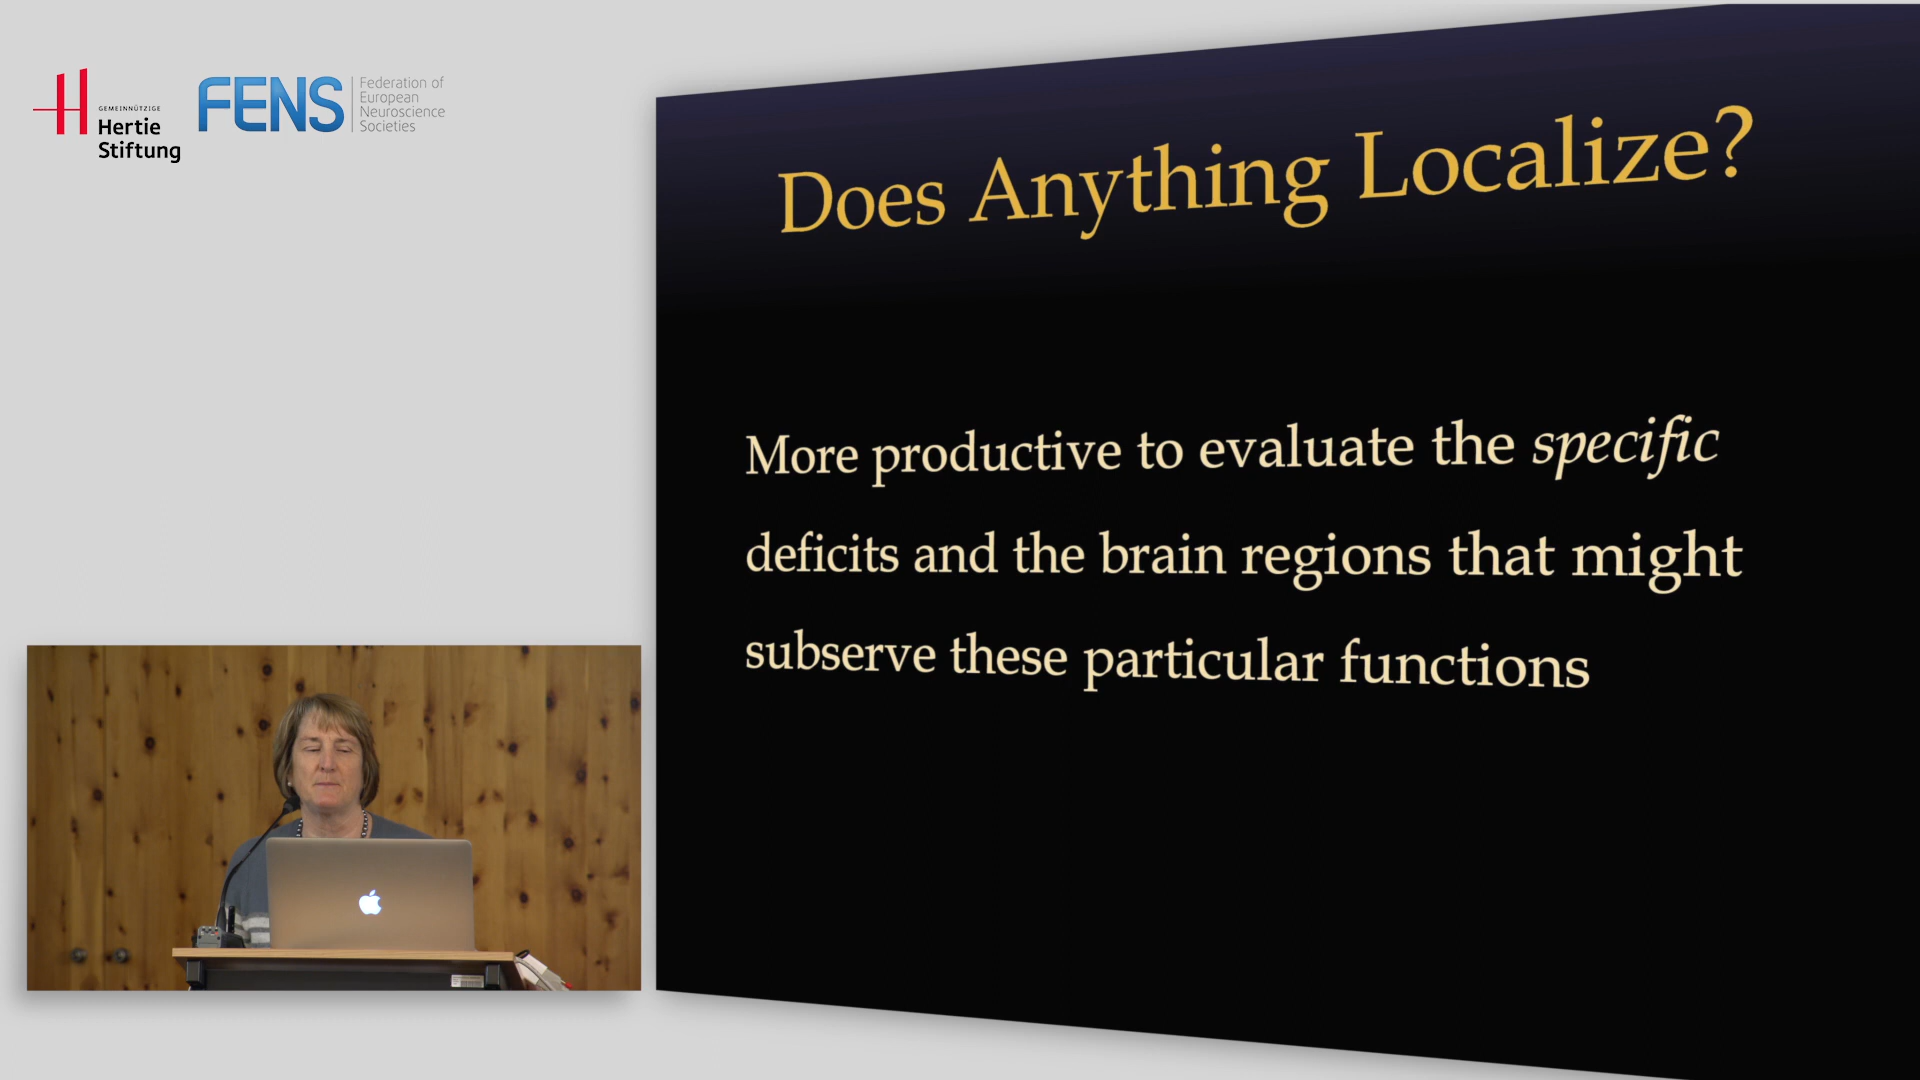 GEMEINNÜTZIGE
Hertie
Stiftung
FENS
Federation of
European
Neuroscience
Societies
Does Anything Localize?
More productive to evaluate the specific
deficits and the brain regions that might
subserve these particular functions